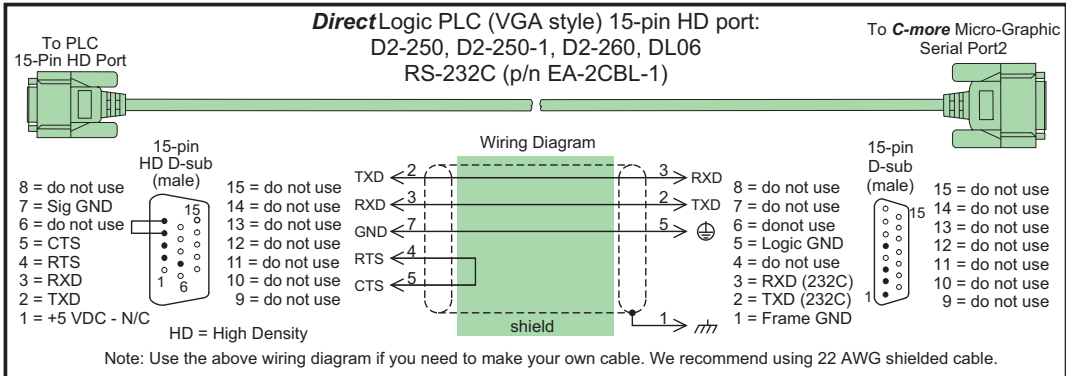 DirectLogic PLC (VGA style) 15-pin HD port:
D2-250, D2-250-1, D2-260, DL06
RS-232C (p/n EA-2CBL-1)
To PLC
15-Pin HD Port
To C-more Micro-Graphic
Serial Port2
15-pin
HD D-sub
(male)
8 = do not use
7 = Sig GND
6 = do not use
5 = CTS
4 = RTS
3 = RXD
2 = TXD
1 = +5 VDC - N/C
15
1
6
15 = do not use
14 = do not use
13 = do not use
12 = do not use
11 = do not use
10 = do not use
9 = do not use
HD = High Density
Wiring Diagram
TXD 2 3 RXD
RXD 3 2 TXD
GND 7 5
RTS 4
CTS 5
1
shield
15-pin
D-sub
(male)
8 = do not use
7 = do not use
6 = donot use
5 = Logic GND
4 = do not use
3 = RXD (232C)
2 = TXD (232C)
1 = Frame GND
15
1
15 = do not use
14 = do not use
13 = do not use
12 = do not use
11 = do not use
10 = do not use
9 = do not use
Note: Use the above wiring diagram if you need to make your own cable. We recommend using 22 AWG shielded cable.